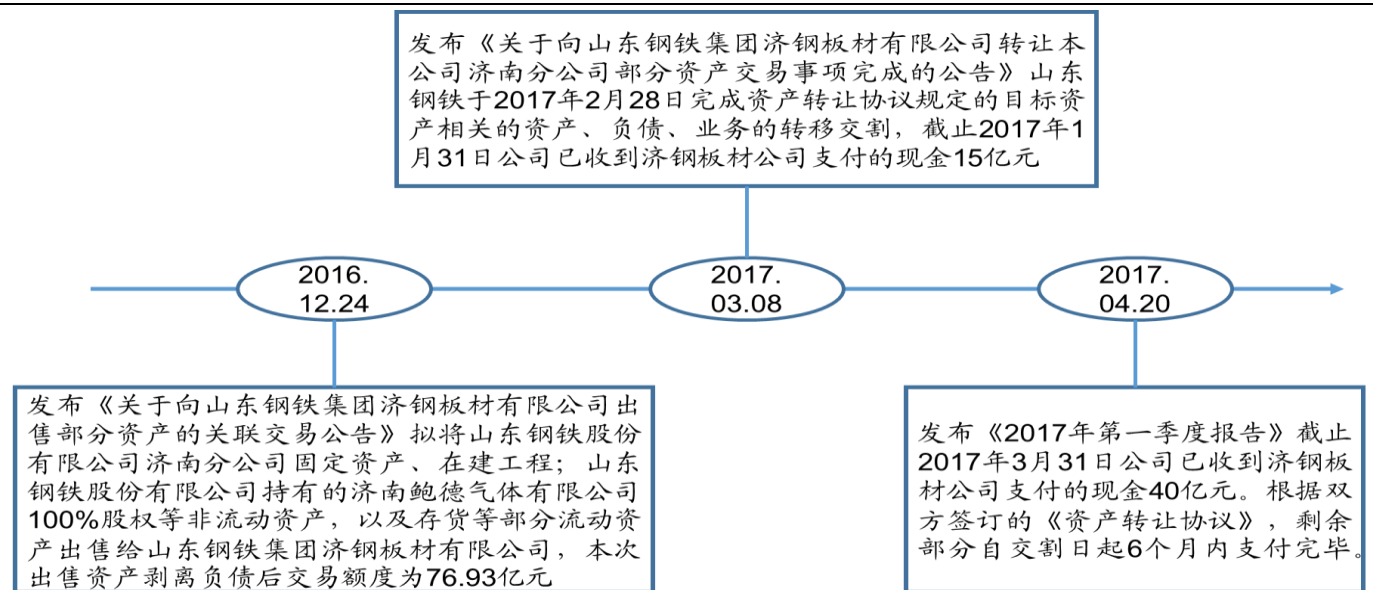 发布《关于向山东钢铁集团济钢板材有限公司转让本
公司济南分公司部分资产交易事项完成的公告》山东
钢铁于2017年2月28日完成资产转让协议规定的目标资
产相关的资产、负债、业务的转移交割，截止2017年1
月31日公司已收到济钢板材公司支付的现金15亿元
2016.
12.24
2017.
03.08
2017.
04.20
发布《关于向山东钢铁集团济钢板材有限公司出
售部分资产的关联交易公告》拟将山东钢铁股份
有限公司济南分公司固定资产、在建工程；山东
钢铁股份有限公司持有的济南鲍德气体有限公司
100%股权等非流动资产，以及存货等部分流动资
产出售给山东钢铁集团济钢板材有限公司，本次
出售资产剥离负债后交易额度为76.93亿元
发布《2017年第一季度报告》截止
2017年3月31日公司已收到济钢板
材公司支付的现金40亿元。根据双
方签订的《资产转让协议》，剩余
部分自交割日起6个月内支付完毕。